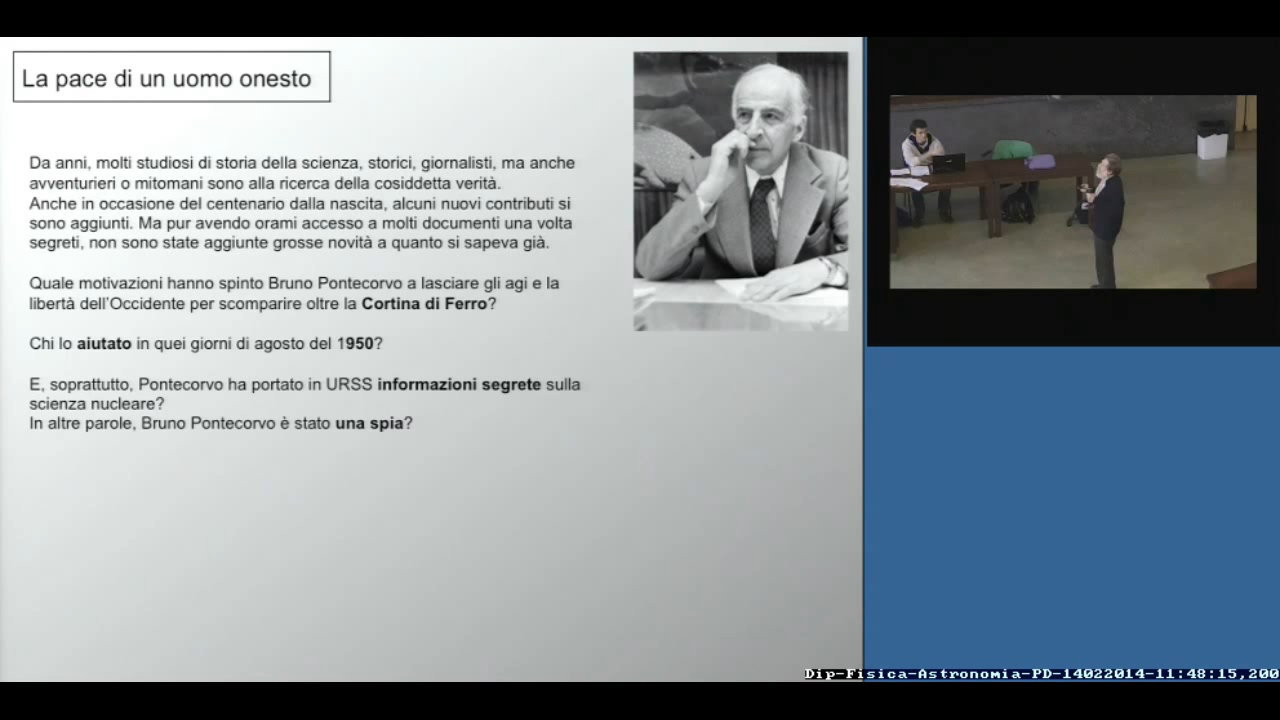 La pace di un uomo onesto
Da anni, molti studiosi di storia della scienza, storici, giornalisti, ma anche
avventurieri o mitomani sono alla ricerca della cosiddetta verità.
Anche in occasione del centenario dalla nascita, alcuni nuovi contributi si
sono aggiunti. Ma pur avendo orami accesso a molti documenti una volta
segreti, non sono state aggiunte grosse novità a quanto si sapeva già.
Quale motivazioni hanno spinto Bruno Pontecorvo a lasciare gli agi e la
libertà dell'Occidente per scomparire oltre la Cortina di Ferro?
Chi lo aiutato in quei giorni di agosto del 1950?
E, soprattutto, Pontecorvo ha portato in URSS informazioni segrete sulla
scienza nucleare?
In altre parole, Bruno Pontecorvo è stato una spia?
Dip-Fisica-Astronomia-PD-14022014-11:48:15,200